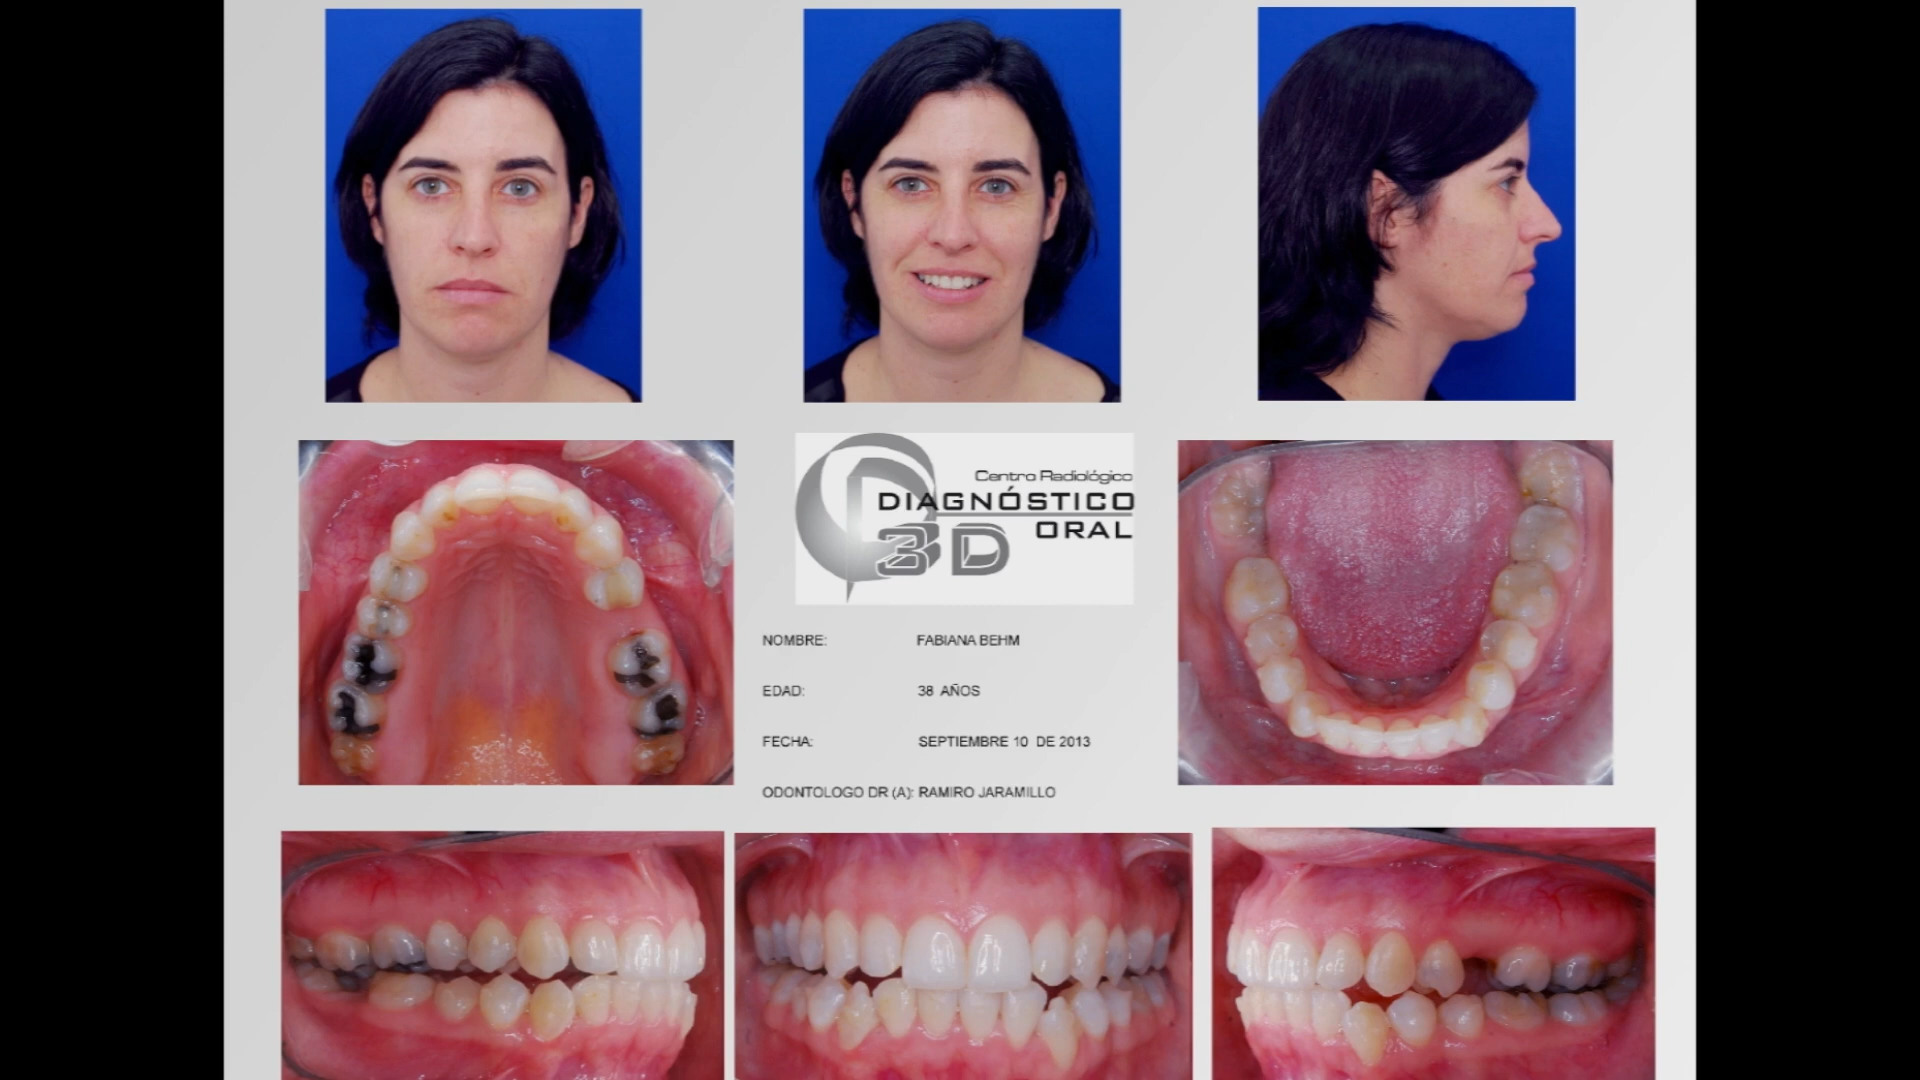 Centro Radiológico
DIAGNÓSTICO
ORAL
3D
NOMBRE: FABIANA BEHM
EDAD: 38 AÑOS
FECHA: SEPTIEMBRE 10 DE 2013
ODONTOLOGO DR (A): RAMIRO JARAMILLO